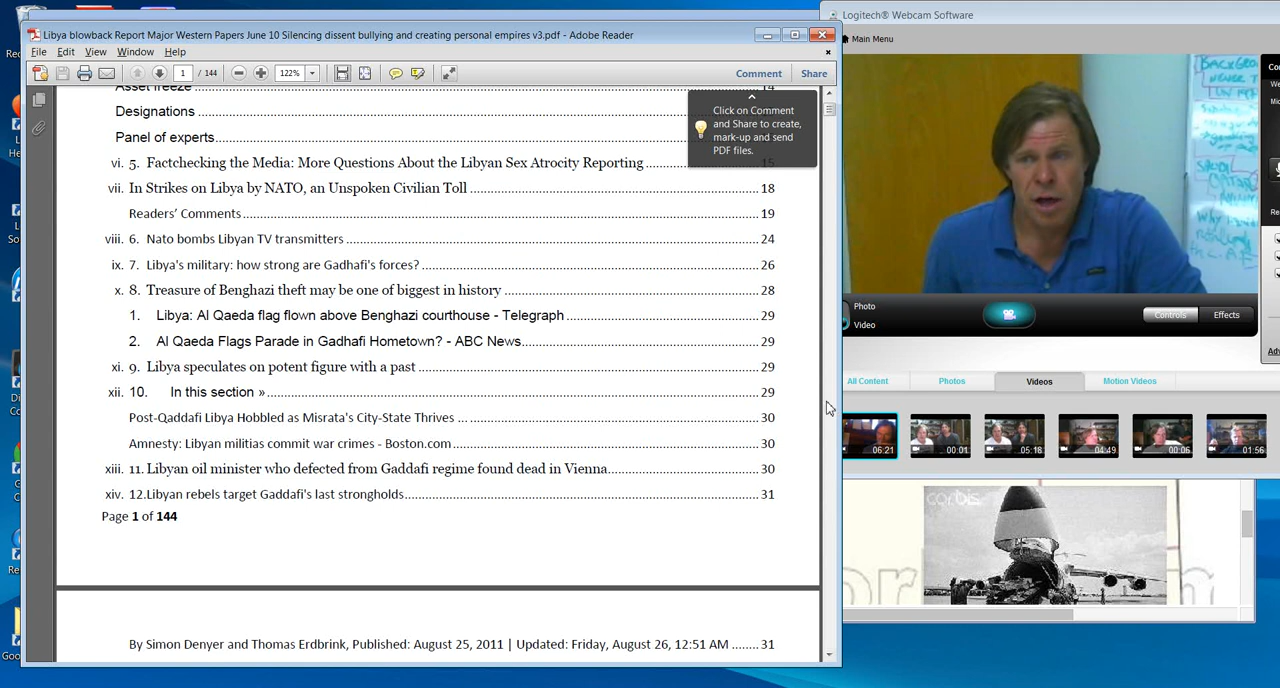 Libya blowback Report Major Western Papers June 10 Silencing dissent bullying and creating personal empires v3.pdf - Adobe Reader
File Edit View Window Help
1 / 144 122% Comment Share
Asset freeze 14
Designations
Panel of experts
vi. 5. Factchecking the Media: More Questions About the Libyan Sex Atrocity Reporting 15
vii. In Strikes on Libya by NATO, an Unspoken Civilian Toll 18
Readers' Comments 19
viii. 6. Nato bombs Libyan TV transmitters 24
ix. 7. Libya's military: how strong are Gadhafi's forces? 26
x. 8. Treasure of Benghazi theft may be one of biggest in history 28
1. Libya: Al Qaeda flag flown above Benghazi courthouse - Telegraph 29
2. Al Qaeda Flags Parade in Gadhafi Hometown? - ABC News 29
xi. 9. Libya speculates on potent figure with a past 29
xii. 10. In this section » 29
Post-Qaddafi Libya Hobbled as Misrata's City-State Thrives ... 30
Amnesty: Libyan militias commit war crimes - Boston.com 30
xiii. 11. Libyan oil minister who defected from Gaddafi regime found dead in Vienna 30
xiv. 12.Libyan rebels target Gaddafi's last strongholds 31
Page 1 of 144
By Simon Denyer and Thomas Erdbrink, Published: August 25, 2011 | Updated: Friday, August 26, 12:51 AM 31
Click on Comment
and Share to create,
mark-up and send
PDF files.
Logitech® Webcam Software
Main Menu
Photo
Video
Controls Effects
All Content Photos Videos Motion Videos
06:21 00:01 05:18 04:49 00:06 01:56
corbis